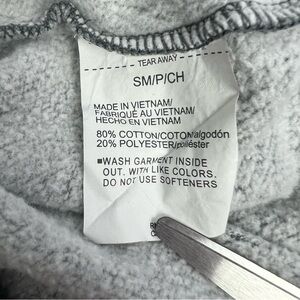 TEAR AWAY
SM/P/CH
MADE IN VIETNAM/
FABRIQUÉ AU VIETNAM/
HECHO EN VIETNAM
80% COTTON/COTON/algodón
20% POLYESTER/poliéster
▪WASH GARMENT INSIDE
OUT. WITH LIKE COLORS.
DO NOT USE SOFTENERS